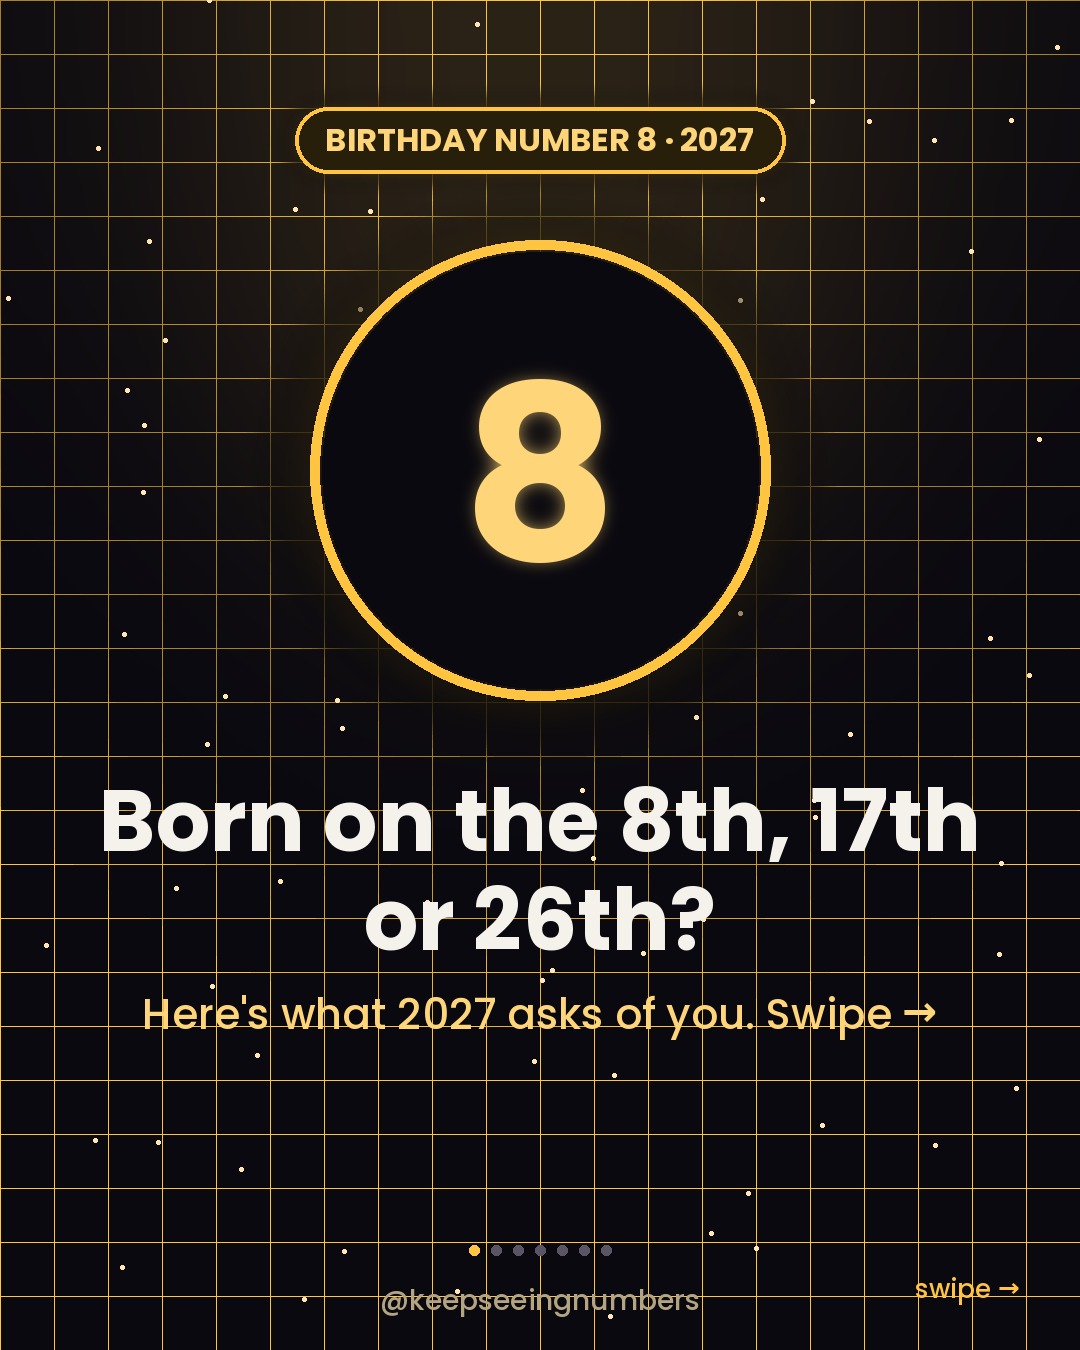 BIRTHDAY NUMBER 8 · 2027
8
Born on the 8th, 17th
or 26th?
Here's what 2027 asks of you. Swipe →
@keepseeingnumbers
swipe →